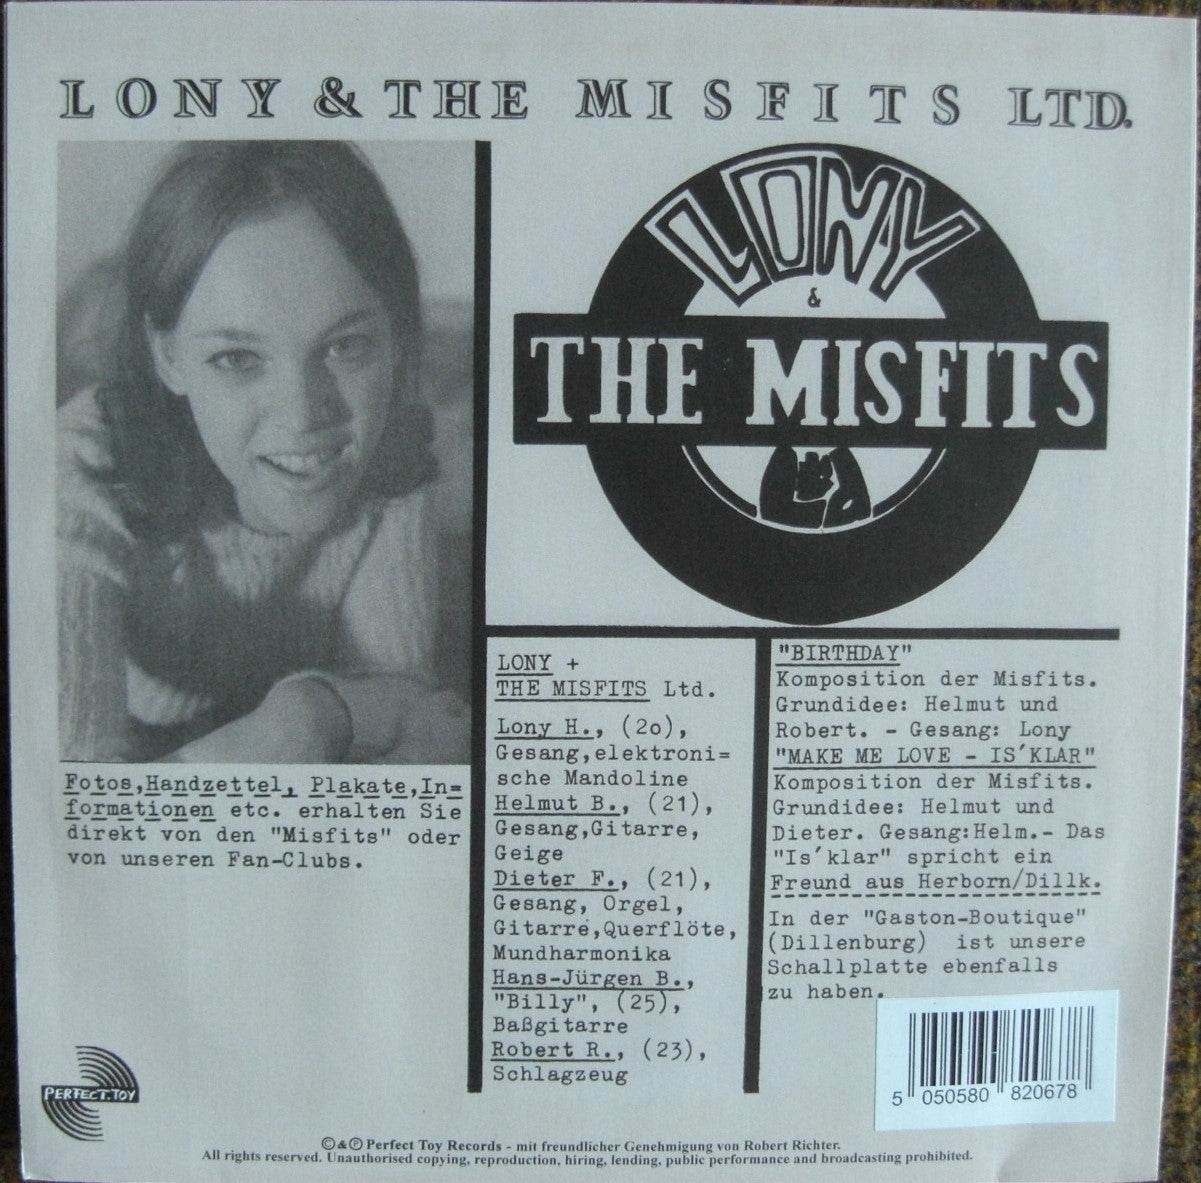 LONY & THE MISFITS LTD.
LONY
&
THE MISFITS
Fotos,Handzettel, Plakate,In=
formationen etc. erhalten Sie
direkt von den "Misfits" oder
von unseren Fan-Clubs.
LONY +
THE MISFITS Ltd.
Lony H., (2o),
Gesang,elektroni=
sche Mandoline
Helmut B., (21),
Gesang,Gitarre,
Geige
Dieter F., (21),
Gesang, Orgel,
Gitarre,Querflöte,
Mundharmonika
Hans-Jürgen B.,
"Billy", (25),
Baßgitarre
Robert R., (23),
Schlagzeug
"BIRTHDAY"
Komposition der Misfits.
Grundidee: Helmut und
Robert. - Gesang: Lony
"MAKE ME LOVE - IS'KLAR"
Komposition der Misfits.
Grundidee: Helmut und
Dieter. Gesang:Helm.- Das
"Is'klar" spricht ein
Freund aus Herborn/Dillk.
In der "Gaston-Boutique"
(Dillenburg) ist unsere
Schallplatte ebenfalls
zu haben.
5 050580 820678
PERFECT.TOY
©&℗ Perfect Toy Records - mit freundlicher Genehmigung von Robert Richter.
All rights reserved. Unauthorised copying, reproduction, hiring, lending, public performance and broadcasting prohibited.